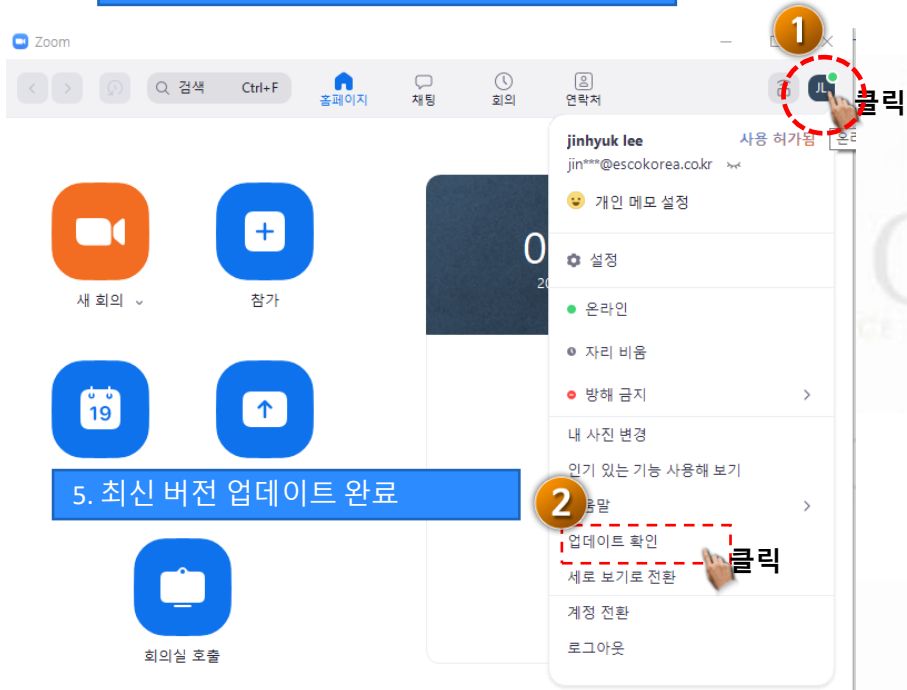 Zoom
1
검색 Ctrl+F
홈페이지
채팅
회의
연락처
JL
클릭
jinhyuk lee
사용 허가됨
jin***@escokorea.co.kr
개인 메모 설정
설정
온라인
자리 비움
방해 금지
내 사진 변경
인기 있는 기능 사용해 보기
업데이트 확인
2
클릭
세로 보기로 전환
계정 전환
로그아웃
새 회의
참가
19
5. 최신 버전 업데이트 완료
회의실 호출